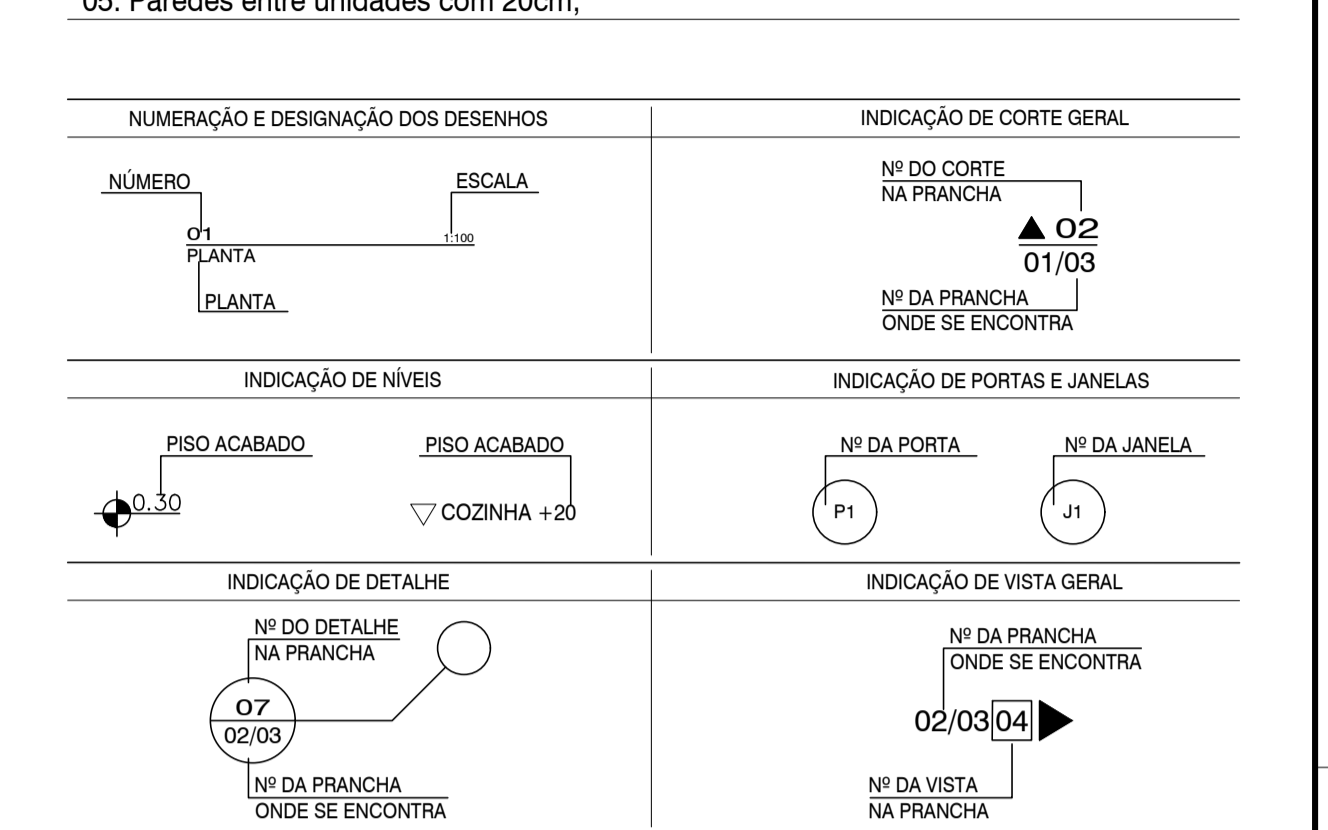 05. Paredes entre unidades com 20cm;
NUMERAÇÃO E DESIGNAÇÃO DOS DESENHOS
NÚMERO
ESCALA
01
1:100
PLANTA
PLANTA
INDICAÇÃO DE CORTE GERAL
Nº DO CORTE
NA PRANCHA
02
01/03
Nº DA PRANCHA
ONDE SE ENCONTRA
INDICAÇÃO DE NÍVEIS
PISO ACABADO
PISO ACABADO
0.30
COZINHA +20
INDICAÇÃO DE PORTAS E JANELAS
Nº DA PORTA
Nº DA JANELA
P1
J1
INDICAÇÃO DE DETALHE
Nº DO DETALHE
NA PRANCHA
07
02/03
Nº DA PRANCHA
ONDE SE ENCONTRA
INDICAÇÃO DE VISTA GERAL
Nº DA PRANCHA
ONDE SE ENCONTRA
02/03 04
Nº DA VISTA
NA PRANCHA